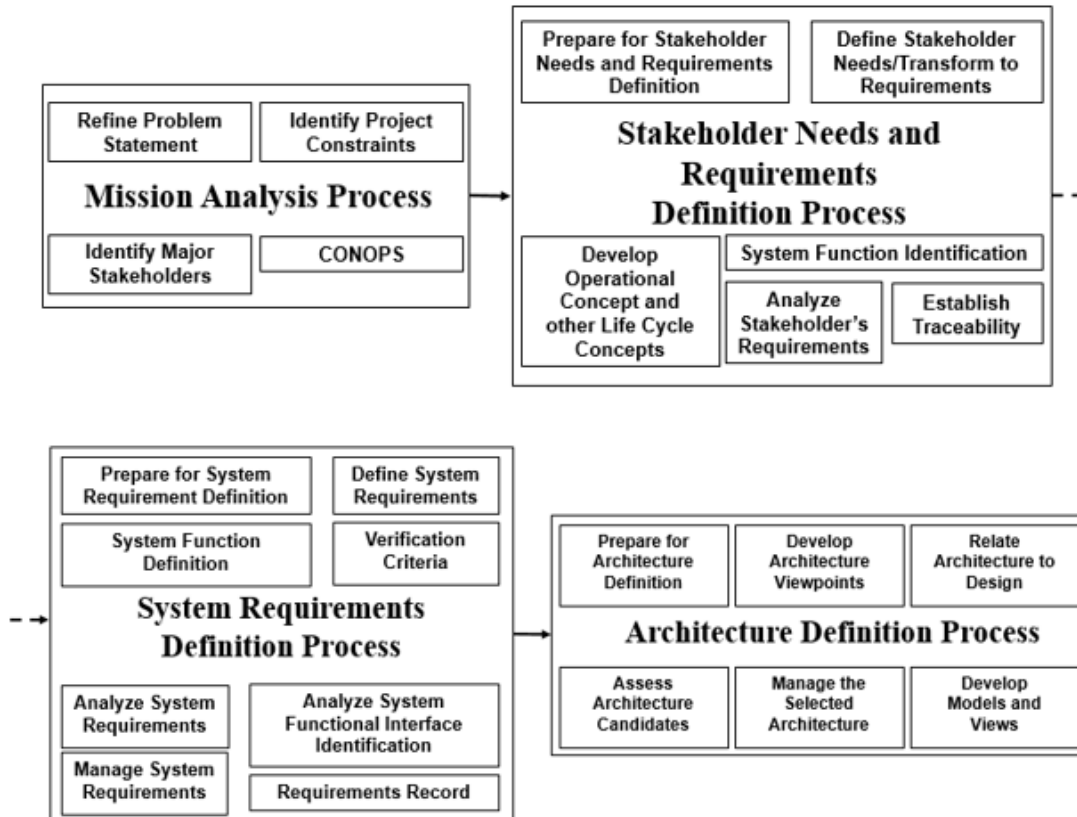 Refine Problem
Statement
Identify Project
Constraints
Mission Analysis Process
Identify Major
Stakeholders
CONOPS
Prepare for Stakeholder
Needs and Requirements
Definition
Define Stakeholder
Needs/Transform to
Requirements
Stakeholder Needs and
Requirements
Definition Process
Develop
Operational
Concept and
other Life Cycle
Concepts
System Function Identification
Analyze
Stakeholder's
Requirements
Establish
Traceability
Prepare for System
Requirement Definition
Define System
Requirements
System Function
Definition
Verification
Criteria
System Requirements
Definition Process
Analyze System
Requirements
Analyze System
Functional Interface
Identification
Manage System
Requirements
Requirements Record
Prepare for
Architecture
Definition
Develop
Architecture
Viewpoints
Relate
Architecture to
Design
Architecture Definition Process
Assess
Architecture
Candidates
Manage the
Selected
Architecture
Develop
Models and
Views